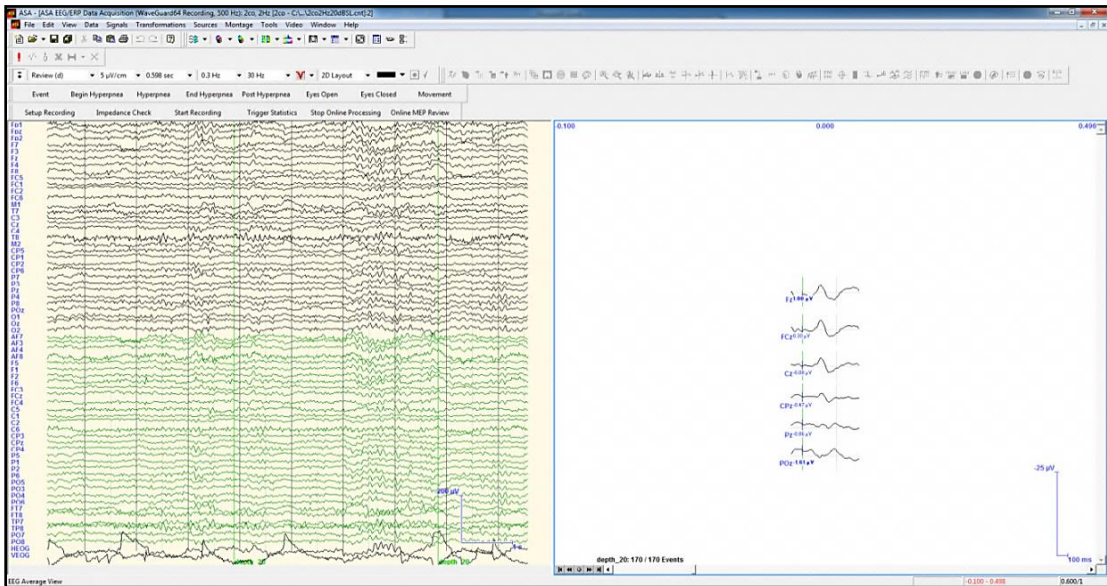 ASA - [ASA EEG/ERP Data Acquisition (WaveGuard64 Recording, 500 Hz): 2co, 2Hz [2co - C:\...\2co2Hz20dBSL.cnt]:2]
File Edit View Data Signals Transformations Sources Montage Tools Video Window Help
Review (d) 5 µV/cm 0.598 sec 0.3 Hz 30 Hz 2D Layout
Event Begin Hyperpnea Hyperpnea End Hyperpnea Post Hyperpnea Eyes Open Eyes Closed Movement
Setup Recording Impedance Check Start Recording Trigger Statistics Stop Online Processing Online MEP Review
Fp1
Fpz
Fp2
F7
F3
Fz
F4
F8
FC5
FC1
FC2
FC6
M1
T7
C3
Cz
C4
T8
M2
CP5
CP1
CP2
CP6
P7
P3
Pz
P4
P8
POz
O1
Oz
O2
AF7
AF3
AF4
AF8
F5
F1
F2
F6
FC3
FCz
FC4
C5
C1
C2
C6
CP3
CPz
CP4
P5
P1
P2
P6
PO5
PO3
PO4
PO6
FT7
FT8
TP7
TP8
PO7
PO8
HEOG
VEOG
200 µV
1 s
depth_20
depth_20
-0.100 0.000 0.498
Fz
FCz
Cz
CPz
Pz
POz
-25 µV
100 ms
depth_20: 170 / 170 Events
EEG Average View
-0.100 - 0.498 0.600/1